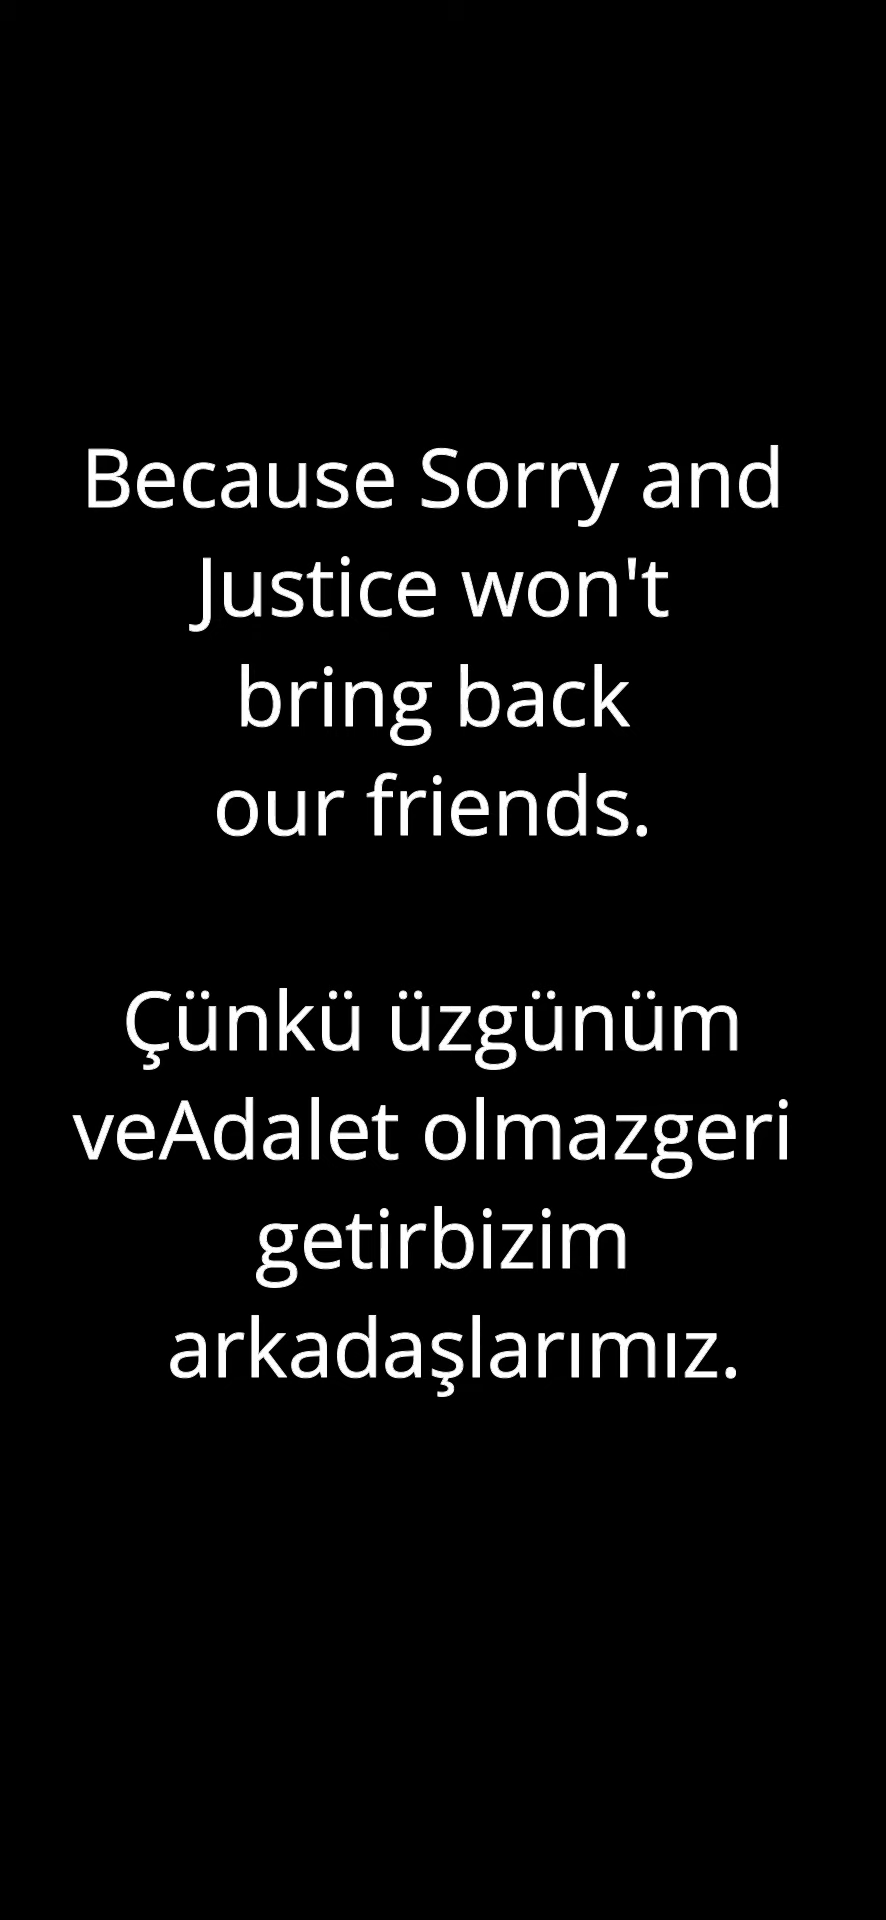 Because Sorry and
Justice won't
bring back
our friends.
Çünkü üzgünüm
veAdalet olmazgeri
getirbizim
arkadaşlarımız.